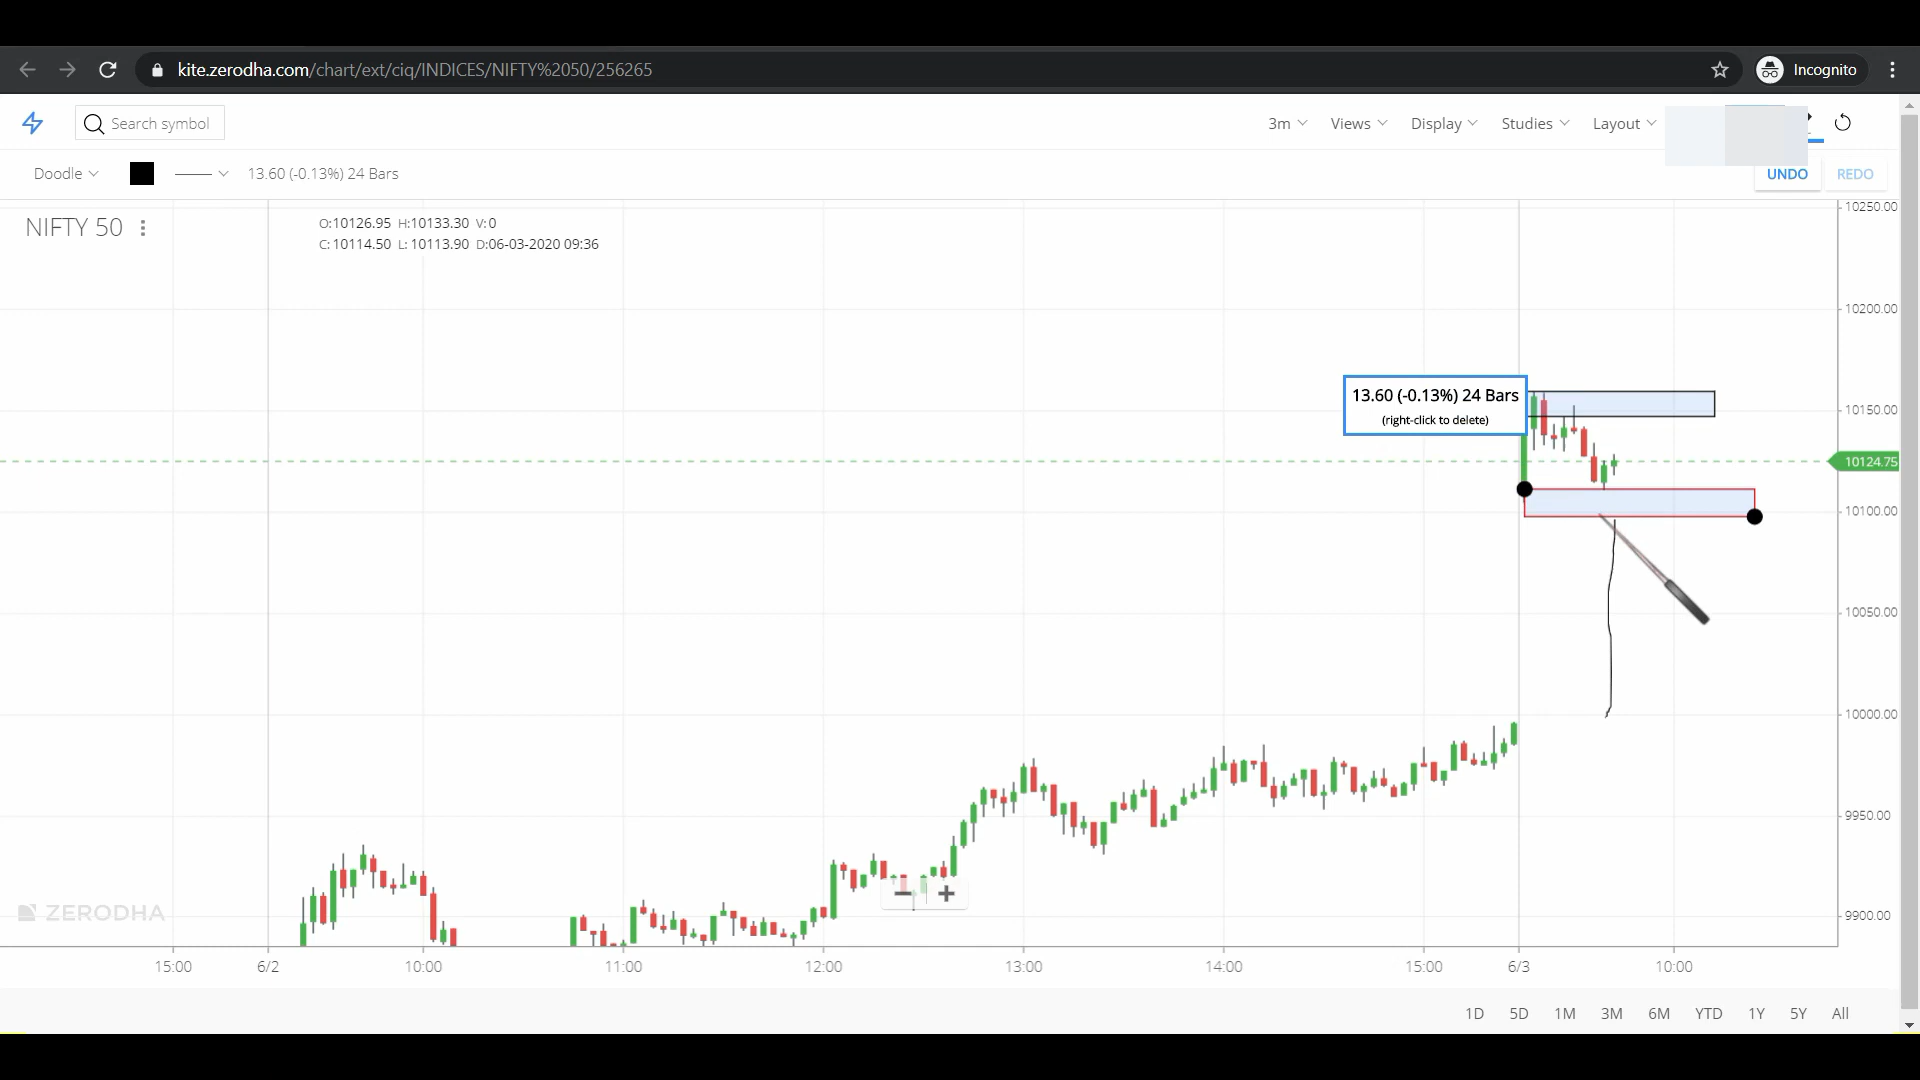 kite.zerodha.com/chart/ext/ciq/INDICES/NIFTY%2050/256265
Incognito
Search symbol
3m Views Display Studies Layout
Doodle 13.60 (-0.13%) 24 Bars
UNDO REDO
NIFTY 50
O:10126.95 H:10133.30 V:0
C:10114.50 L:10113.90 D:06-03-2020 09:36
13.60 (-0.13%) 24 Bars
(right-click to delete)
10250.00
10200.00
10150.00
10124.75
10100.00
10050.00
10000.00
9950.00
9900.00
ZERODHA
15:00 6/2 10:00 11:00 12:00 13:00 14:00 15:00 6/3 10:00
1D 5D 1M 3M 6M YTD 1Y 5Y All